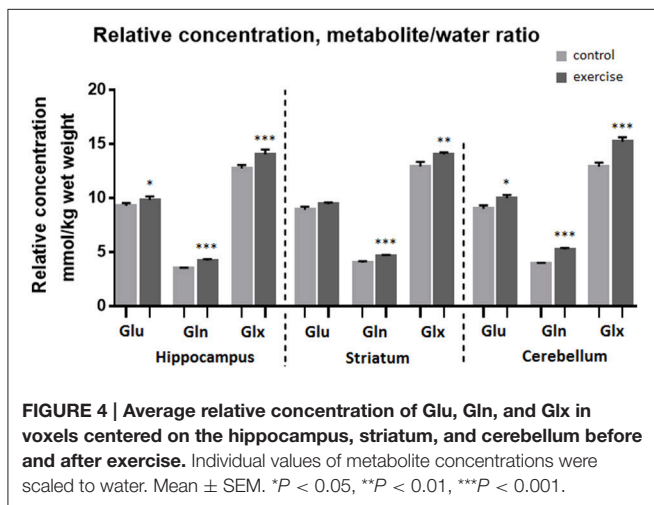 Relative concentration, metabolite/water ratio
control
exercise
Relative concentration
mmol/kg wet weight
20
15
10
5
0
* *** *** *** ** * *** ***
Glu Gln Glx Glu Gln Glx Glu Gln Glx
Hippocampus Striatum Cerebellum
FIGURE 4 | Average relative concentration of Glu, Gln, and Glx in
voxels centered on the hippocampus, striatum, and cerebellum before
and after exercise. Individual values of metabolite concentrations were
scaled to water. Mean ± SEM. *P < 0.05, **P < 0.01, ***P < 0.001.